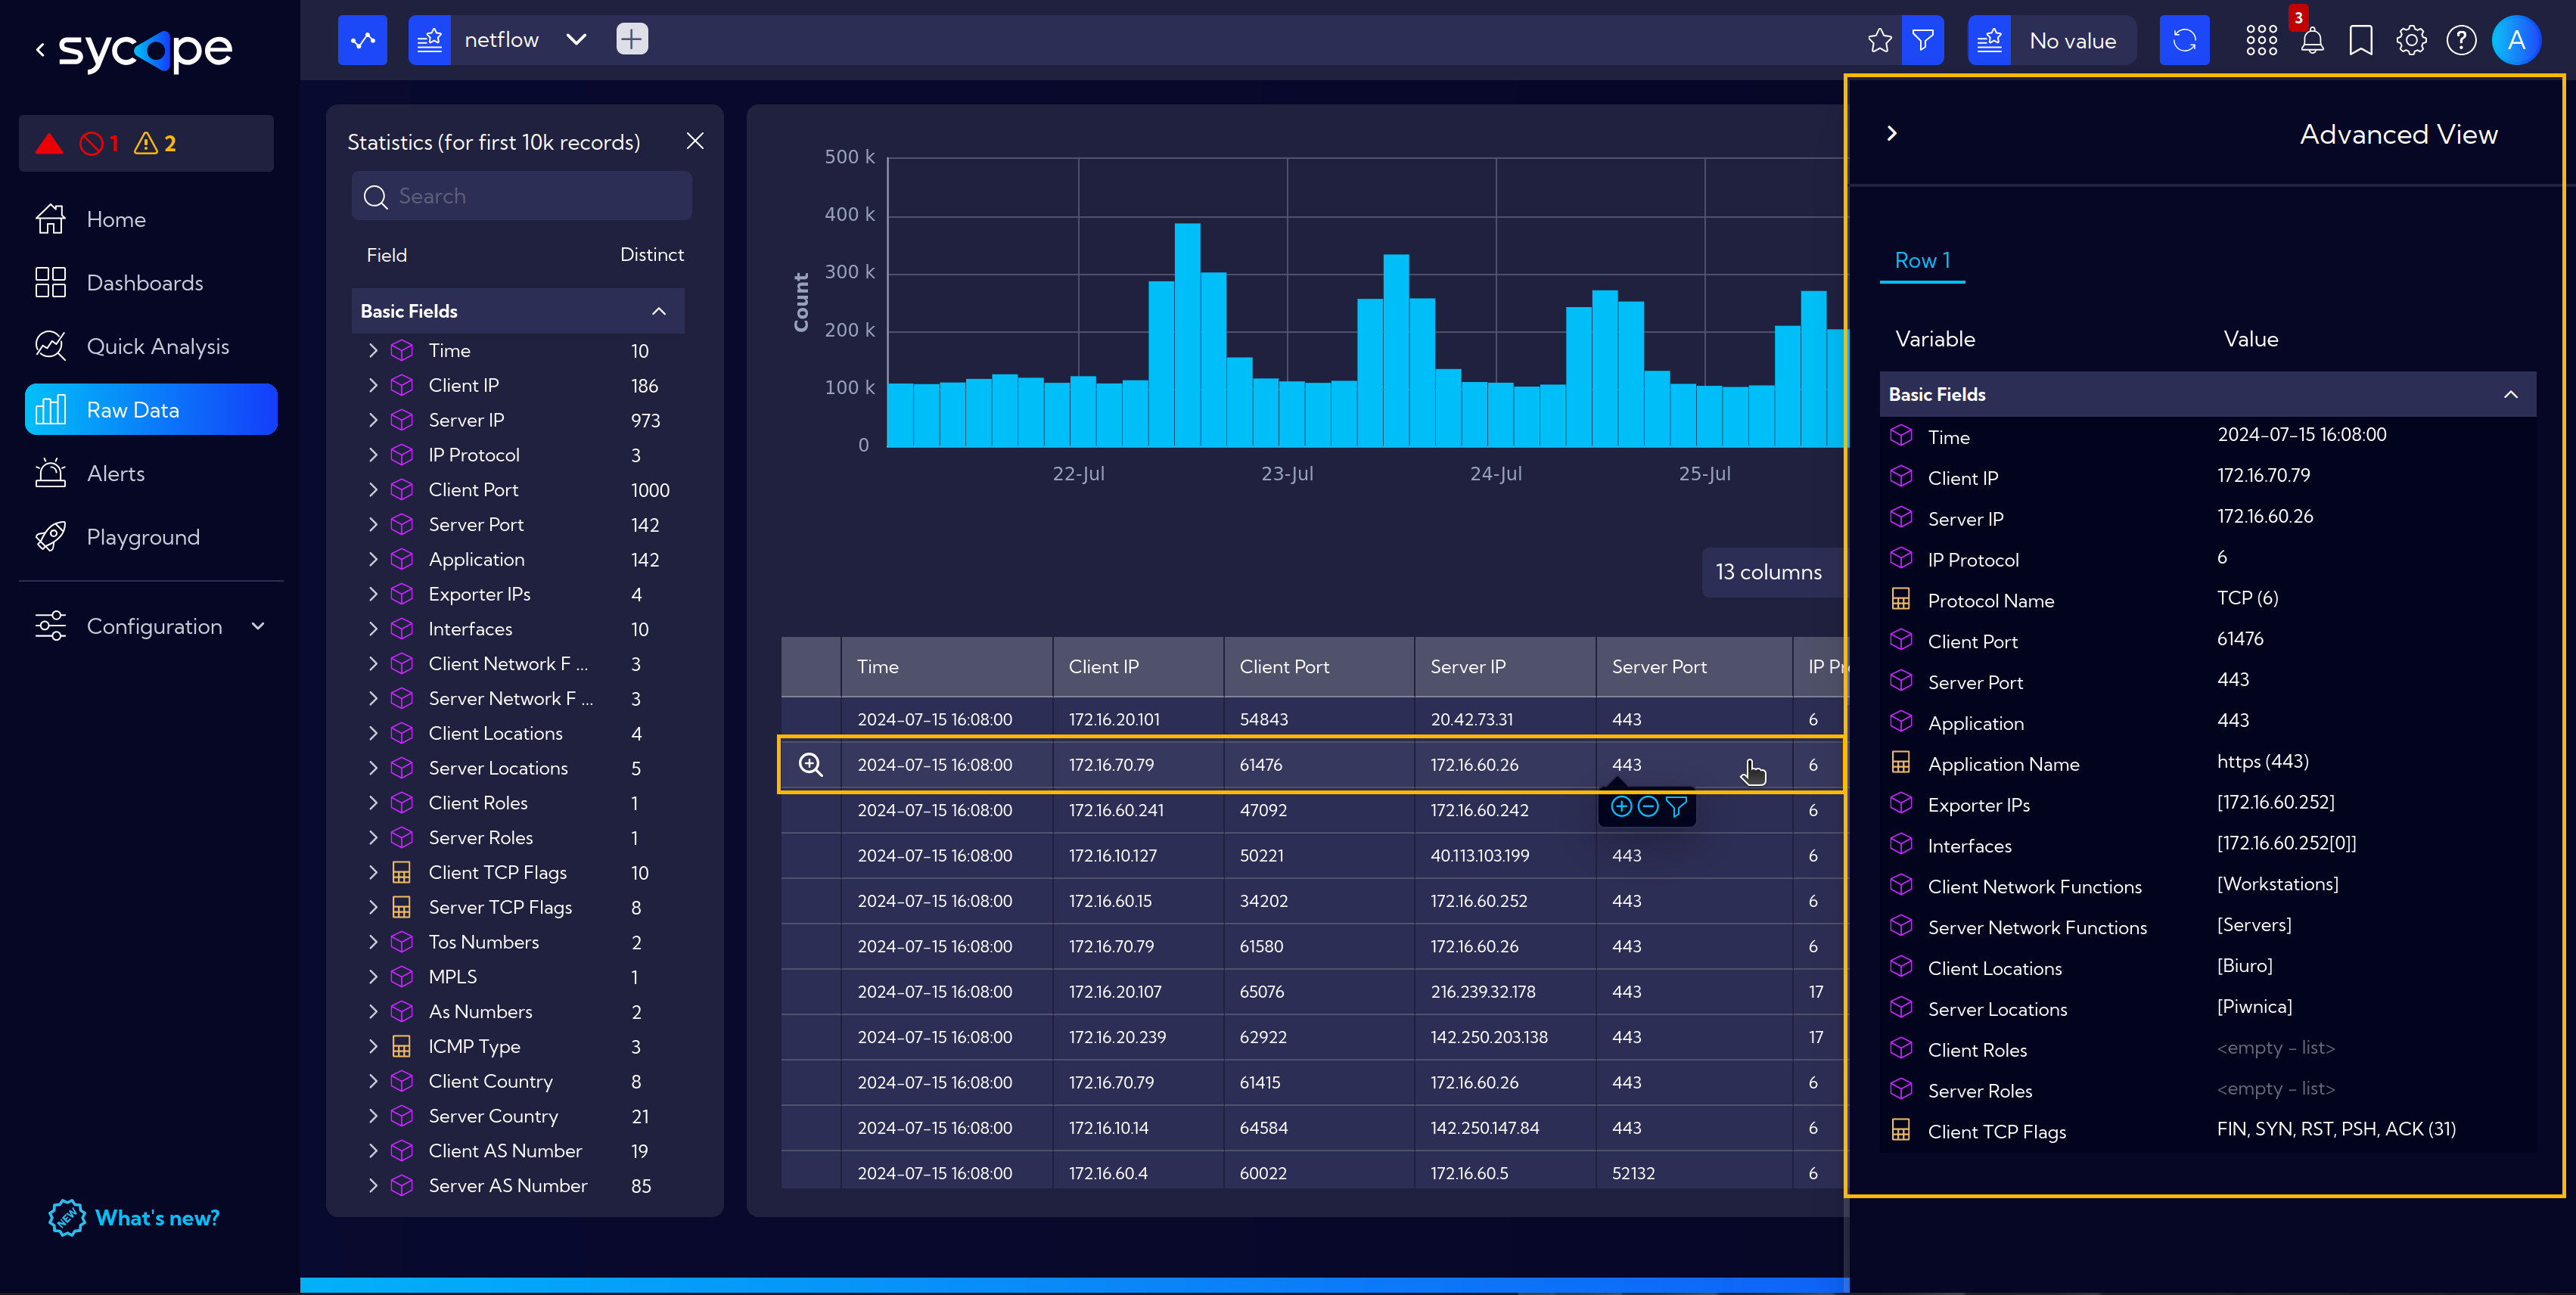 sycope
netflow
No value
3
A
1 2
Home
Dashboards
Quick Analysis
Raw Data
Alerts
Playground
Configuration
NEW What's new?
Statistics (for first 10k records)
Search
Field Distinct
Basic Fields
Time 10
Client IP 186
Server IP 973
IP Protocol 3
Client Port 1000
Server Port 142
Application 142
Exporter IPs 4
Interfaces 10
Client Network F ... 3
Server Network F ... 3
Client Locations 4
Server Locations 5
Client Roles 1
Server Roles 1
Client TCP Flags 10
Server TCP Flags 8
Tos Numbers 2
MPLS 1
As Numbers 2
ICMP Type 3
Client Country 8
Server Country 21
Client AS Number 19
Server AS Number 85
Count
500 k
400 k
300 k
200 k
100 k
0
22-Jul 23-Jul 24-Jul 25-Jul
13 columns
Time Client IP Client Port Server IP Server Port IP Pr
2024-07-15 16:08:00 172.16.20.101 54843 20.42.73.31 443 6
2024-07-15 16:08:00 172.16.70.79 61476 172.16.60.26 443 6
2024-07-15 16:08:00 172.16.60.241 47092 172.16.60.242 6
2024-07-15 16:08:00 172.16.10.127 50221 40.113.103.199 443 6
2024-07-15 16:08:00 172.16.60.15 34202 172.16.60.252 443 6
2024-07-15 16:08:00 172.16.70.79 61580 172.16.60.26 443 6
2024-07-15 16:08:00 172.16.20.107 65076 216.239.32.178 443 17
2024-07-15 16:08:00 172.16.20.239 62922 142.250.203.138 443 17
2024-07-15 16:08:00 172.16.70.79 61415 172.16.60.26 443 6
2024-07-15 16:08:00 172.16.10.14 64584 142.250.147.84 443 6
2024-07-15 16:08:00 172.16.60.4 60022 172.16.60.5 52132 6
Advanced View
Row 1
Variable Value
Basic Fields
Time 2024-07-15 16:08:00
Client IP 172.16.70.79
Server IP 172.16.60.26
IP Protocol 6
Protocol Name TCP (6)
Client Port 61476
Server Port 443
Application 443
Application Name https (443)
Exporter IPs [172.16.60.252]
Interfaces [172.16.60.252[0]]
Client Network Functions [Workstations]
Server Network Functions [Servers]
Client Locations [Biuro]
Server Locations [Piwnica]
Client Roles <empty - list>
Server Roles <empty - list>
Client TCP Flags FIN, SYN, RST, PSH, ACK (31)